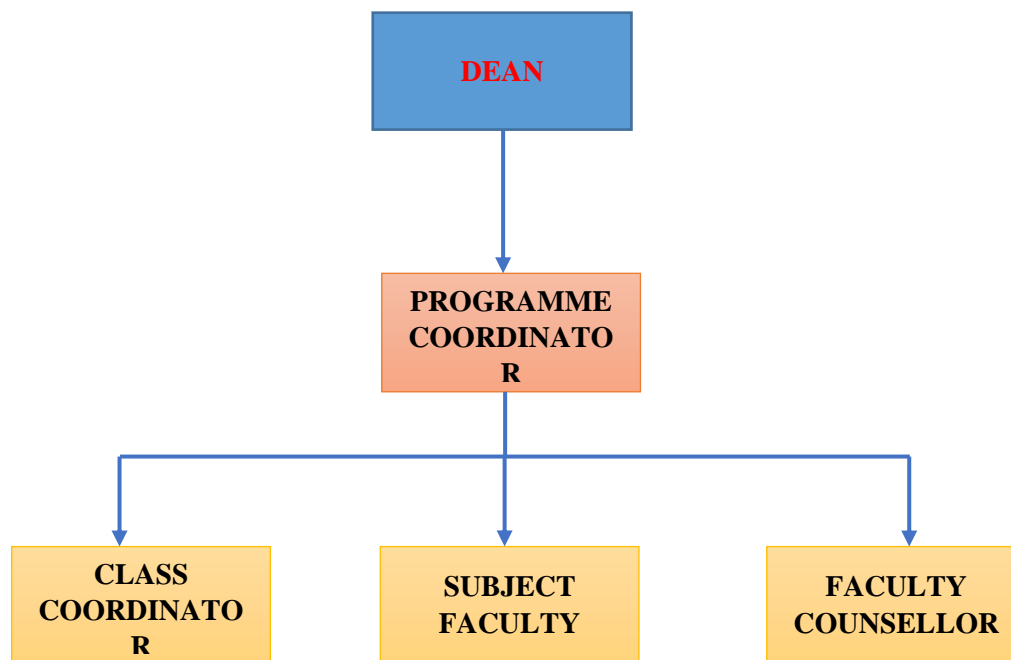 DEAN
PROGRAMME
COORDINATO
R
CLASS
COORDINATO
R
SUBJECT
FACULTY
FACULTY
COUNSELLOR